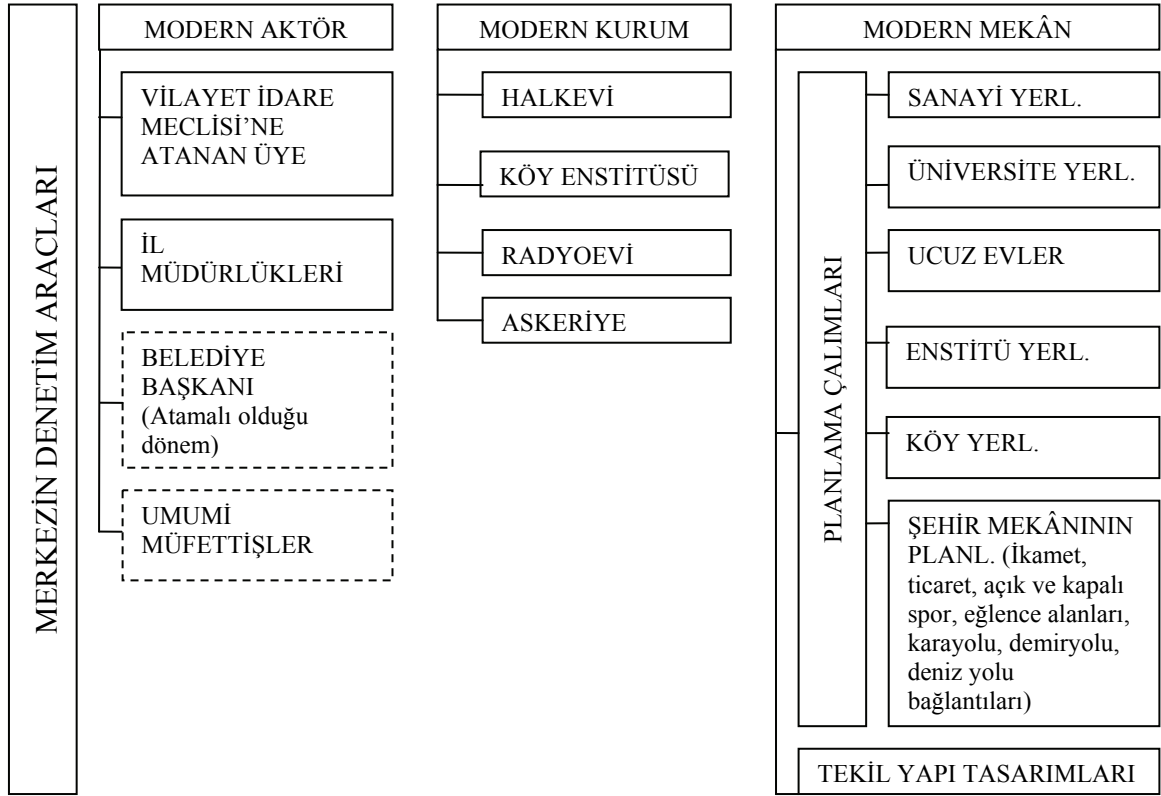 MERKEZİN DENETİM ARAÇLARI
MODERN AKTÖR
VİLAYET İDARE
MECLİSİ’NE
ATANAN ÜYE
İL
MÜDÜRLÜKLERİ
BELEDİYE
BAŞKANI
(Atamalı olduğu
dönem)
UMUMİ
MÜFETTİŞLER
MODERN KURUM
HALKEVİ
KÖY ENSTİTÜSÜ
RADYOEVİ
ASKERİYE
MODERN MEKÂN
PLANLAMA ÇALIMLARI
SANAYİ YERL.
ÜNİVERSİTE YERL.
UCUZ EVLER
ENSTİTÜ YERL.
KÖY YERL.
ŞEHİR MEKÂNININ
PLANL. (İkamet,
ticaret, açık ve kapalı
spor, eğlence alanları,
karayolu, demiryolu,
deniz yolu
bağlantıları)
TEKİL YAPI TASARIMLARI